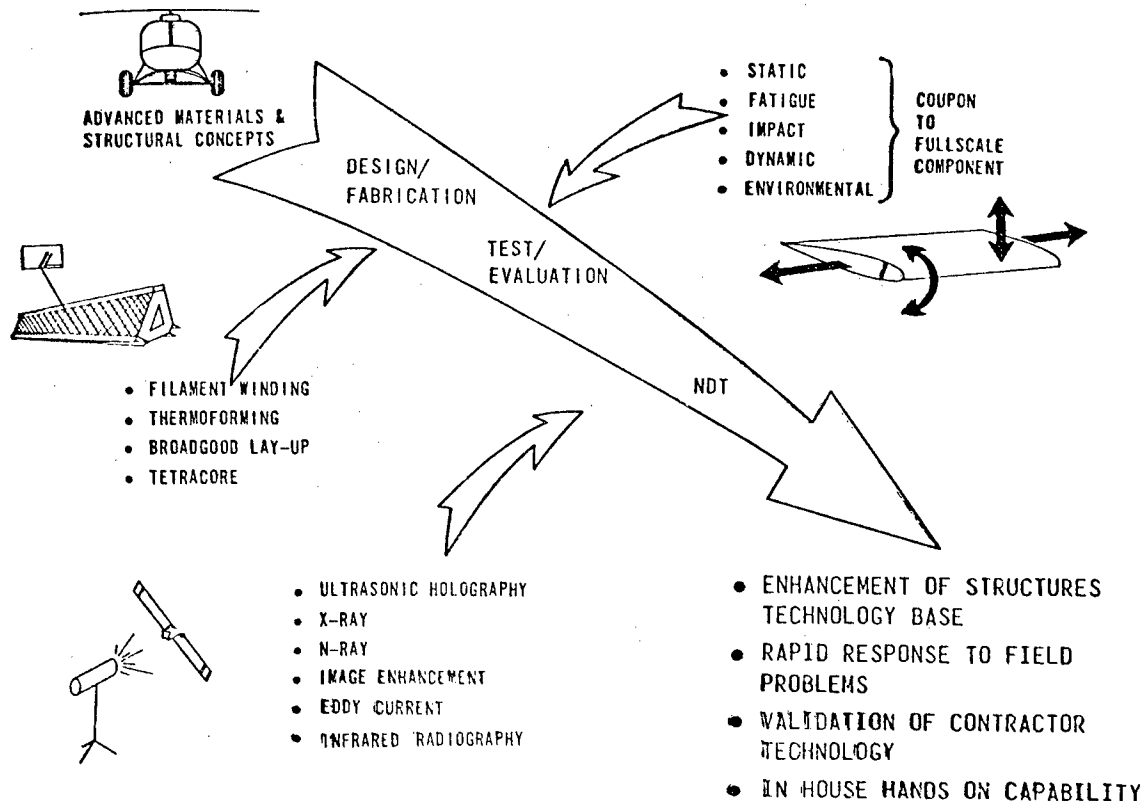 ADVANCED MATERIALS &
STRUCTURAL CONCEPTS
DESIGN/
FABRICATION
TEST/
EVALUATION
NDT
• STATIC
• FATIGUE
• IMPACT
• DYNAMIC
• ENVIRONMENTAL
COUPON
TO
FULLSCALE
COMPONENT
• FILAMENT WINDING
• THERMOFORMING
• BROADGOOD LAY-UP
• TETRACORE
• ULTRASONIC HOLOGRAPHY
• X-RAY
• N-RAY
• IMAGE ENHANCEMENT
• EDDY CURRENT
• INFRARED RADIOGRAPHY
• ENHANCEMENT OF STRUCTURES
TECHNOLOGY BASE
• RAPID RESPONSE TO FIELD
PROBLEMS
• VALIDATION OF CONTRACTOR
TECHNOLOGY
• IN HOUSE HANDS ON CAPABILITY